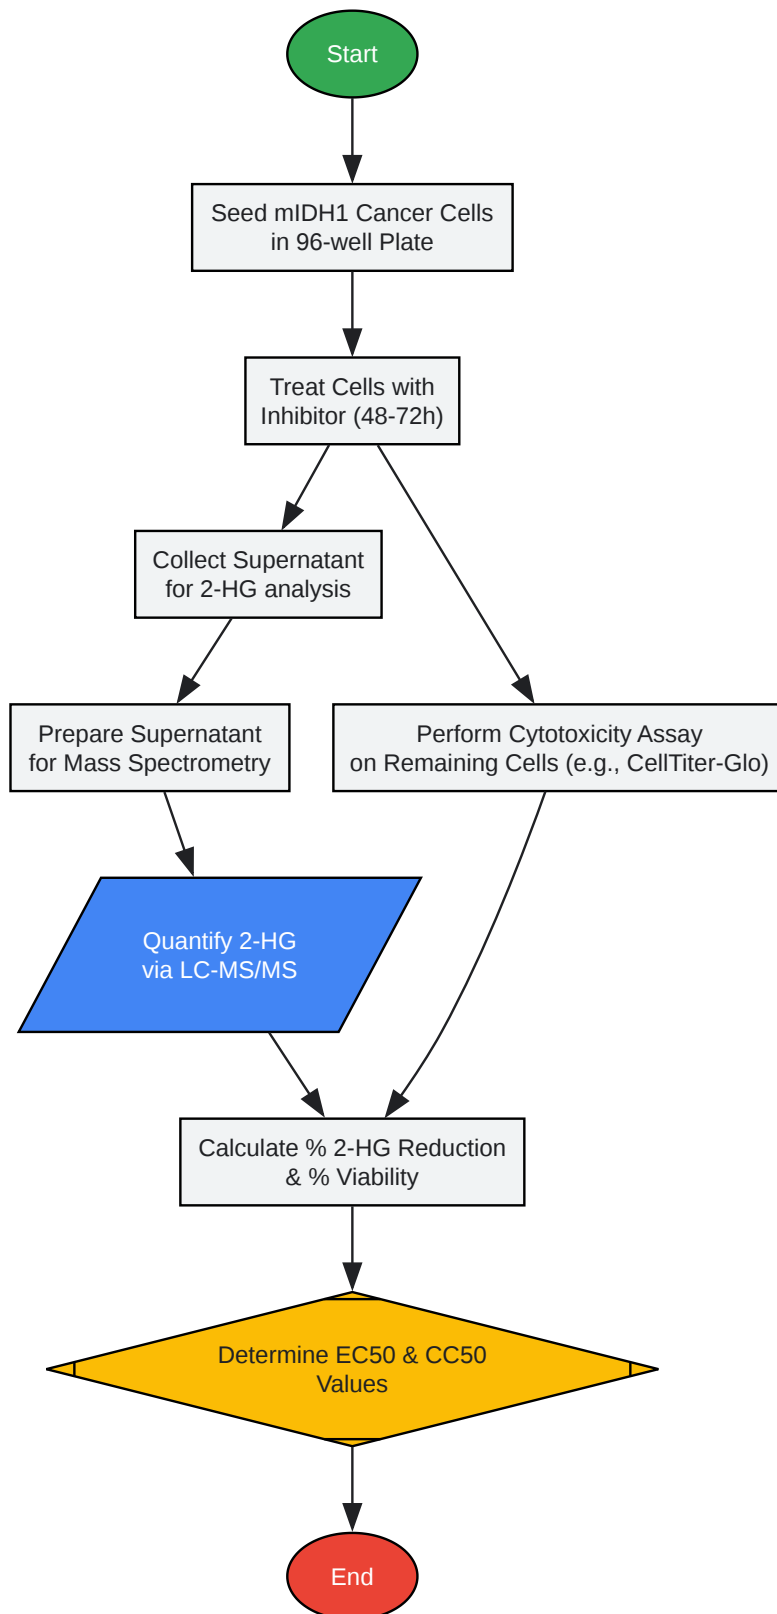 Start
Seed mIDH1 Cancer Cells
in 96-well Plate
Treat Cells with
Inhibitor (48-72h)
Collect Supernatant
for 2-HG analysis
Prepare Supernatant
for Mass Spectrometry
Perform Cytotoxicity Assay
on Remaining Cells (e.g., CellTiter-Glo)
Quantify 2-HG
via LC-MS/MS
Calculate % 2-HG Reduction
& % Viability
Determine EC50 & CC50
Values
End